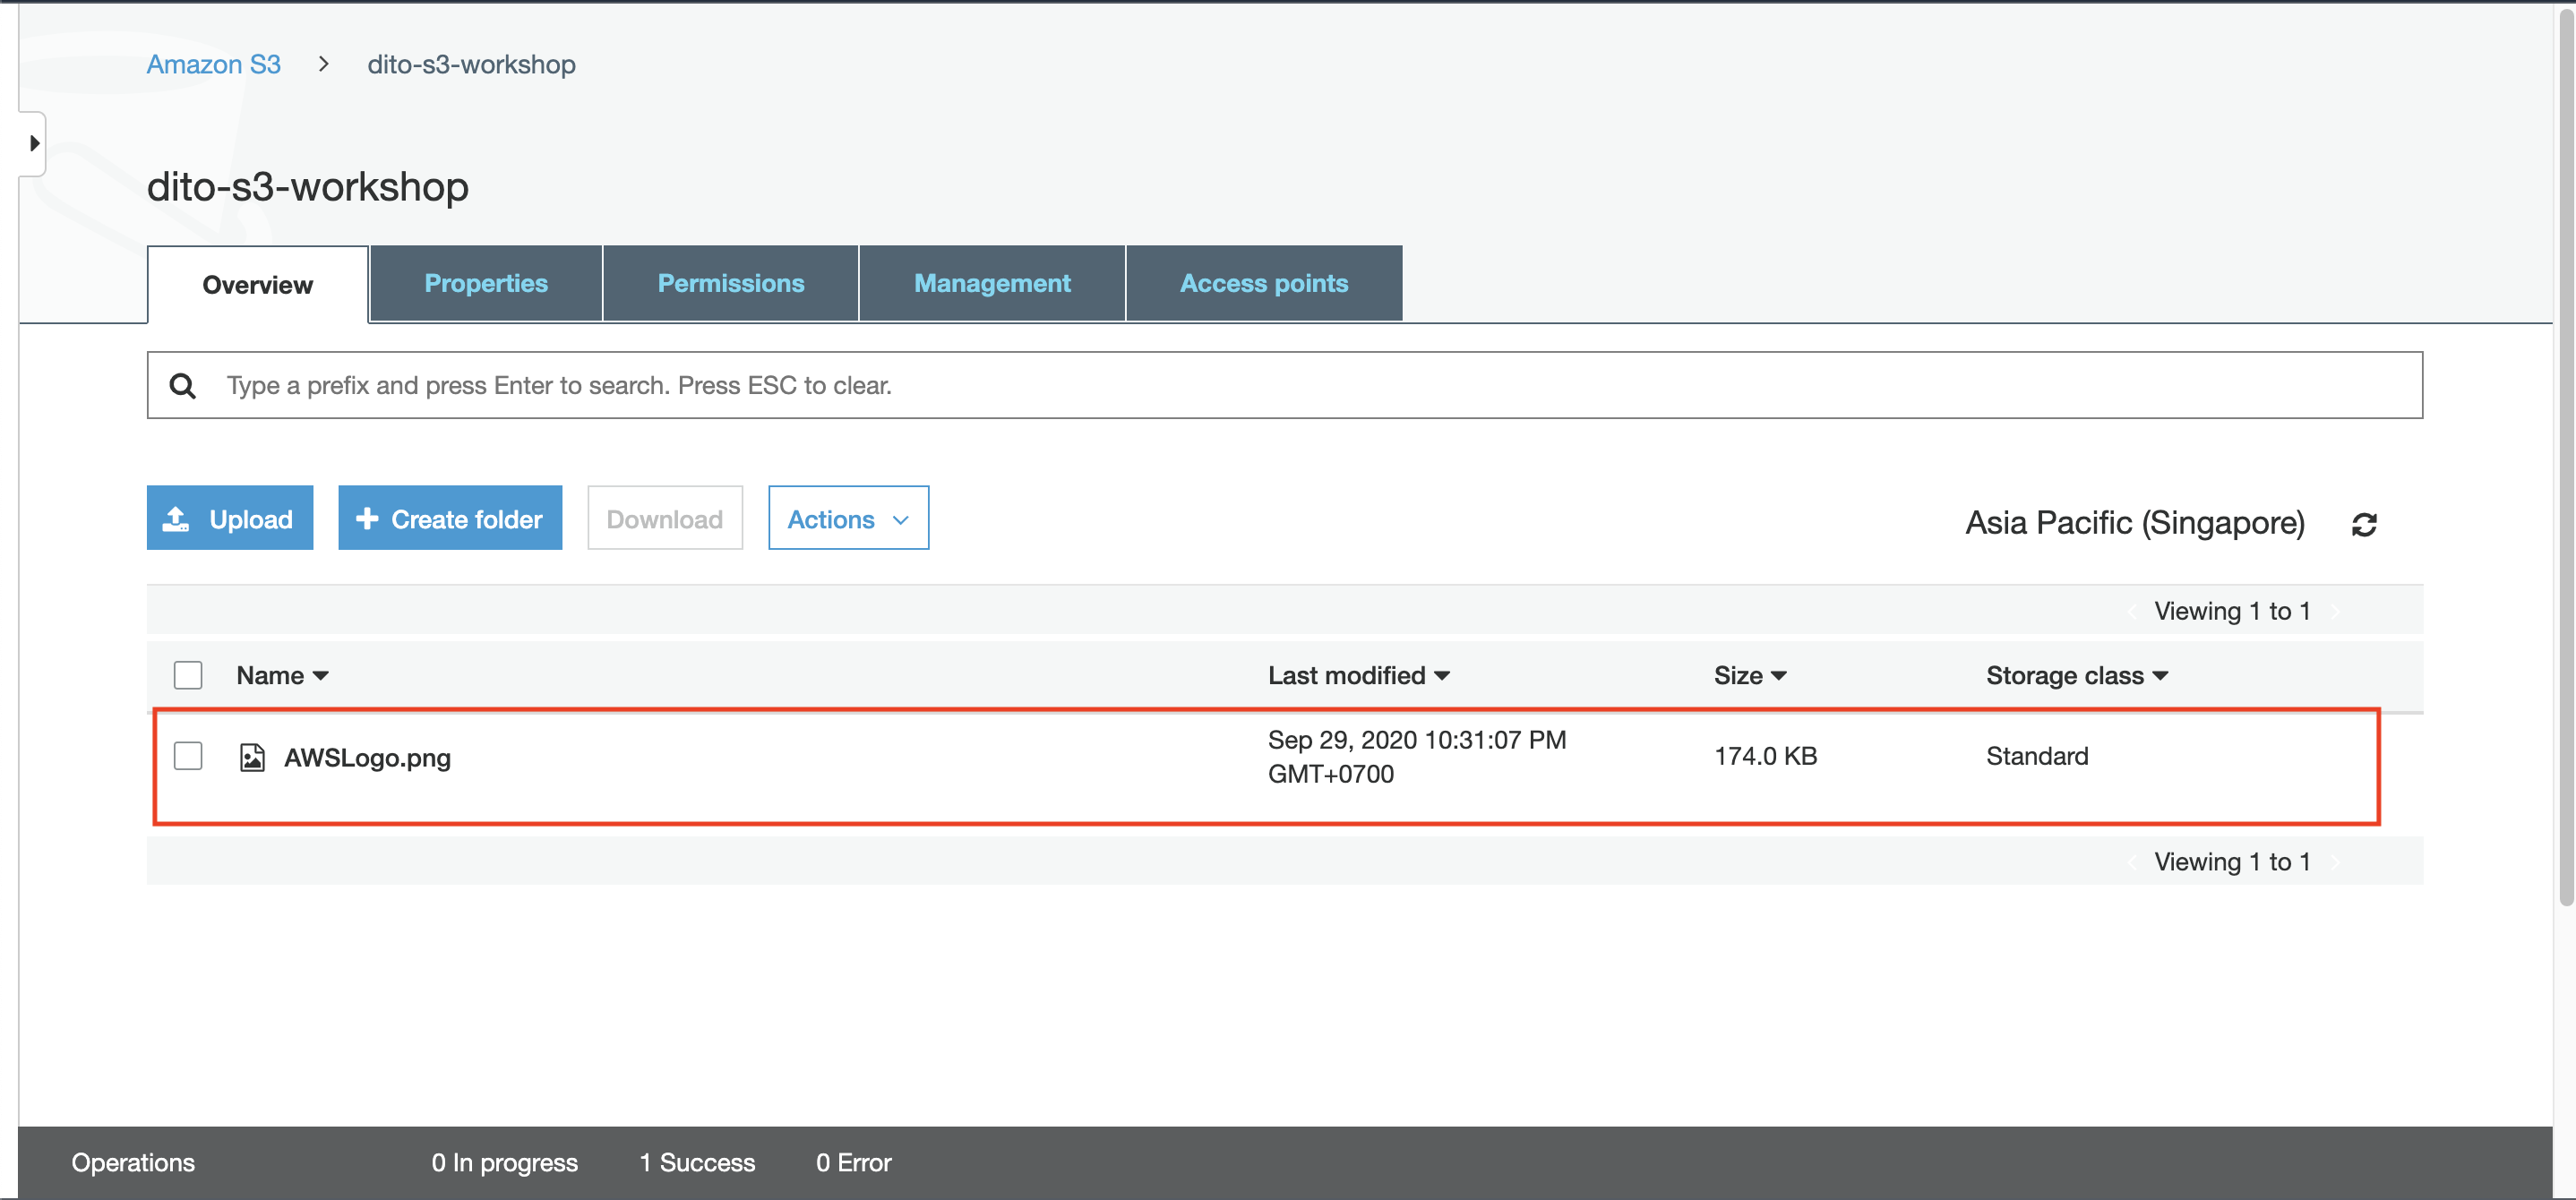 Amazon S3 > dito-s3-workshop
dito-s3-workshop
Overview Properties Permissions Management Access points
Type a prefix and press Enter to search. Press ESC to clear.
Upload Create folder Download Actions Asia Pacific (Singapore)
Viewing 1 to 1
Name Last modified Size Storage class
AWSLogo.png Sep 29, 2020 10:31:07 PM 174.0 KB Standard
GMT+0700
Viewing 1 to 1
Operations 0 In progress 1 Success 0 Error